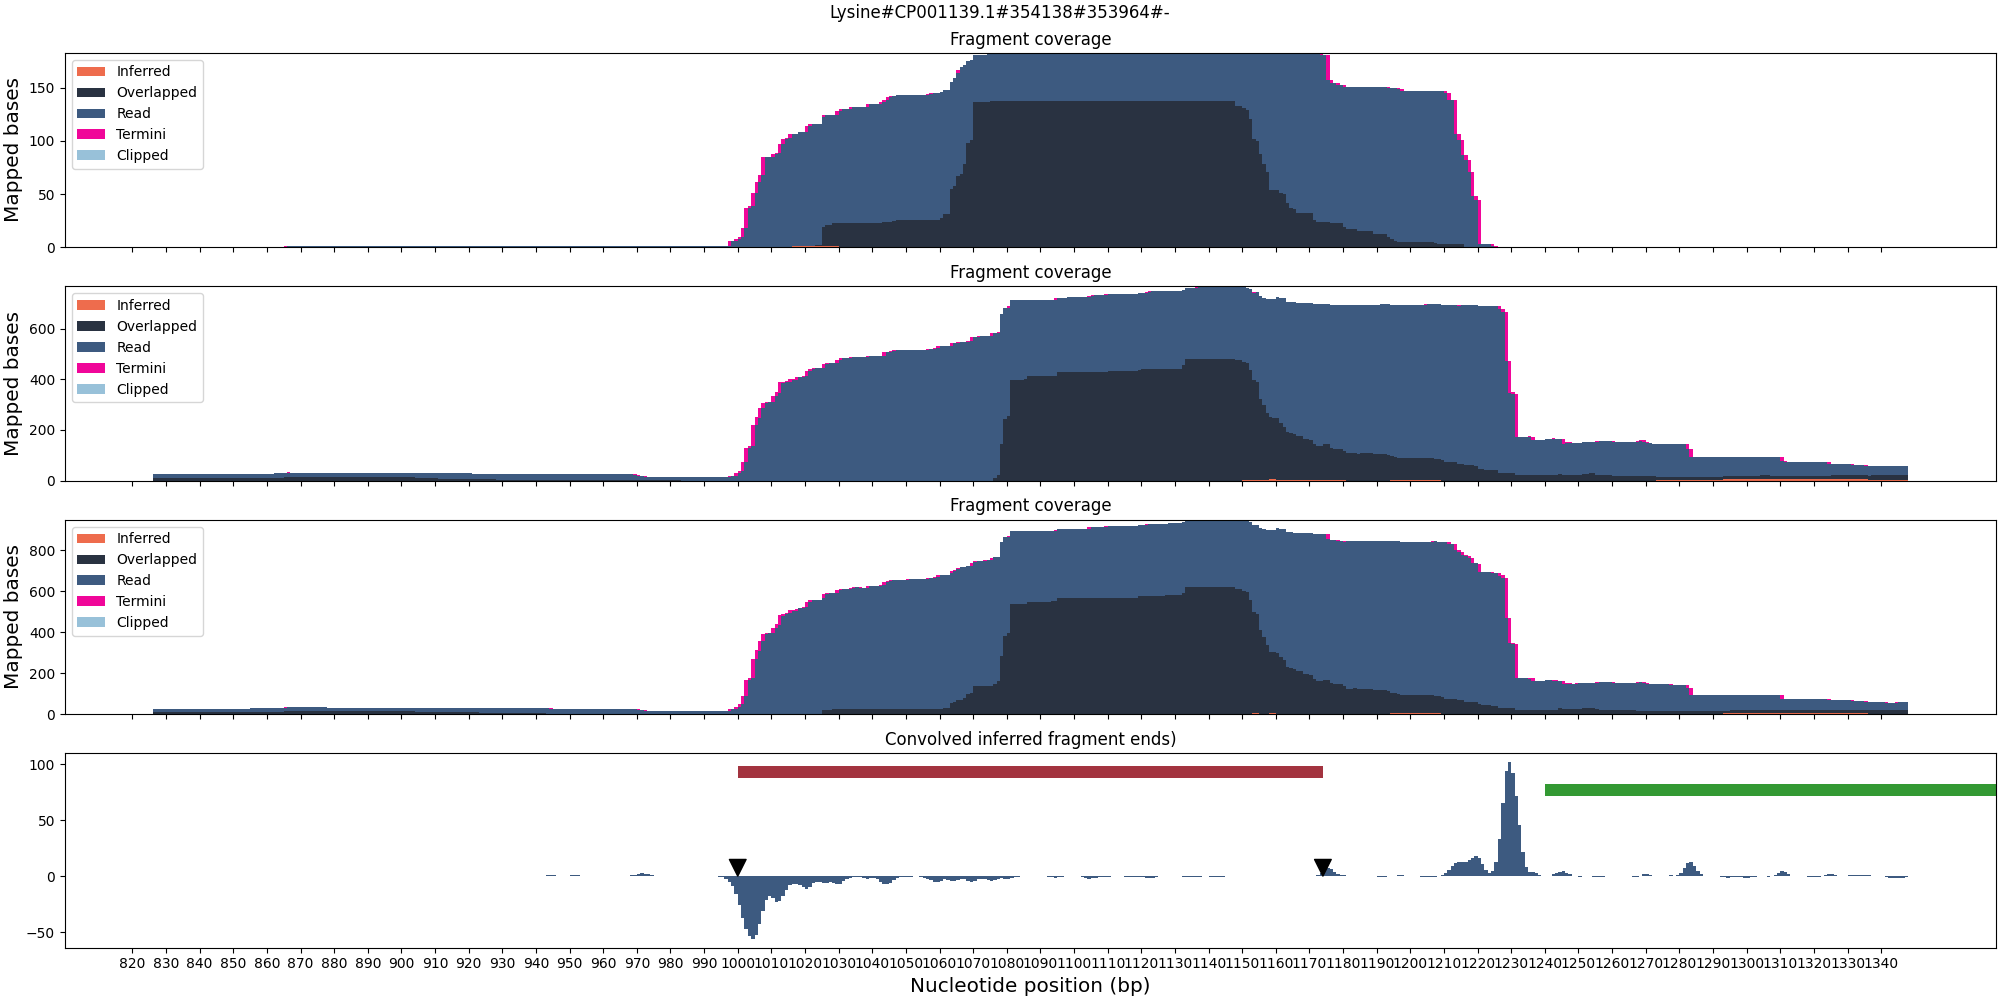 Lysine#CP001139.1#354138#353964#-
Fragment coverage
Mapped bases
150
100
50
0
Inferred
Overlapped
Read
Termini
Clipped
Fragment coverage
Mapped bases
600
400
200
0
Inferred
Overlapped
Read
Termini
Clipped
Fragment coverage
Mapped bases
800
600
400
200
0
Inferred
Overlapped
Read
Termini
Clipped
Convolved inferred fragment ends)
100
50
0
−50
820 830 840 850 860 870 880 890 900 910 920 930 940 950 960 970 980 990 1000 1010 1020 1030 1040 1050 1060 1070 1080 1090 1100 1110 1120 1130 1140 1150 1160 1170 1180 1190 1200 1210 1220 1230 1240 1250 1260 1270 1280 1290 1300 1310 1320 1330 1340
Nucleotide position (bp)